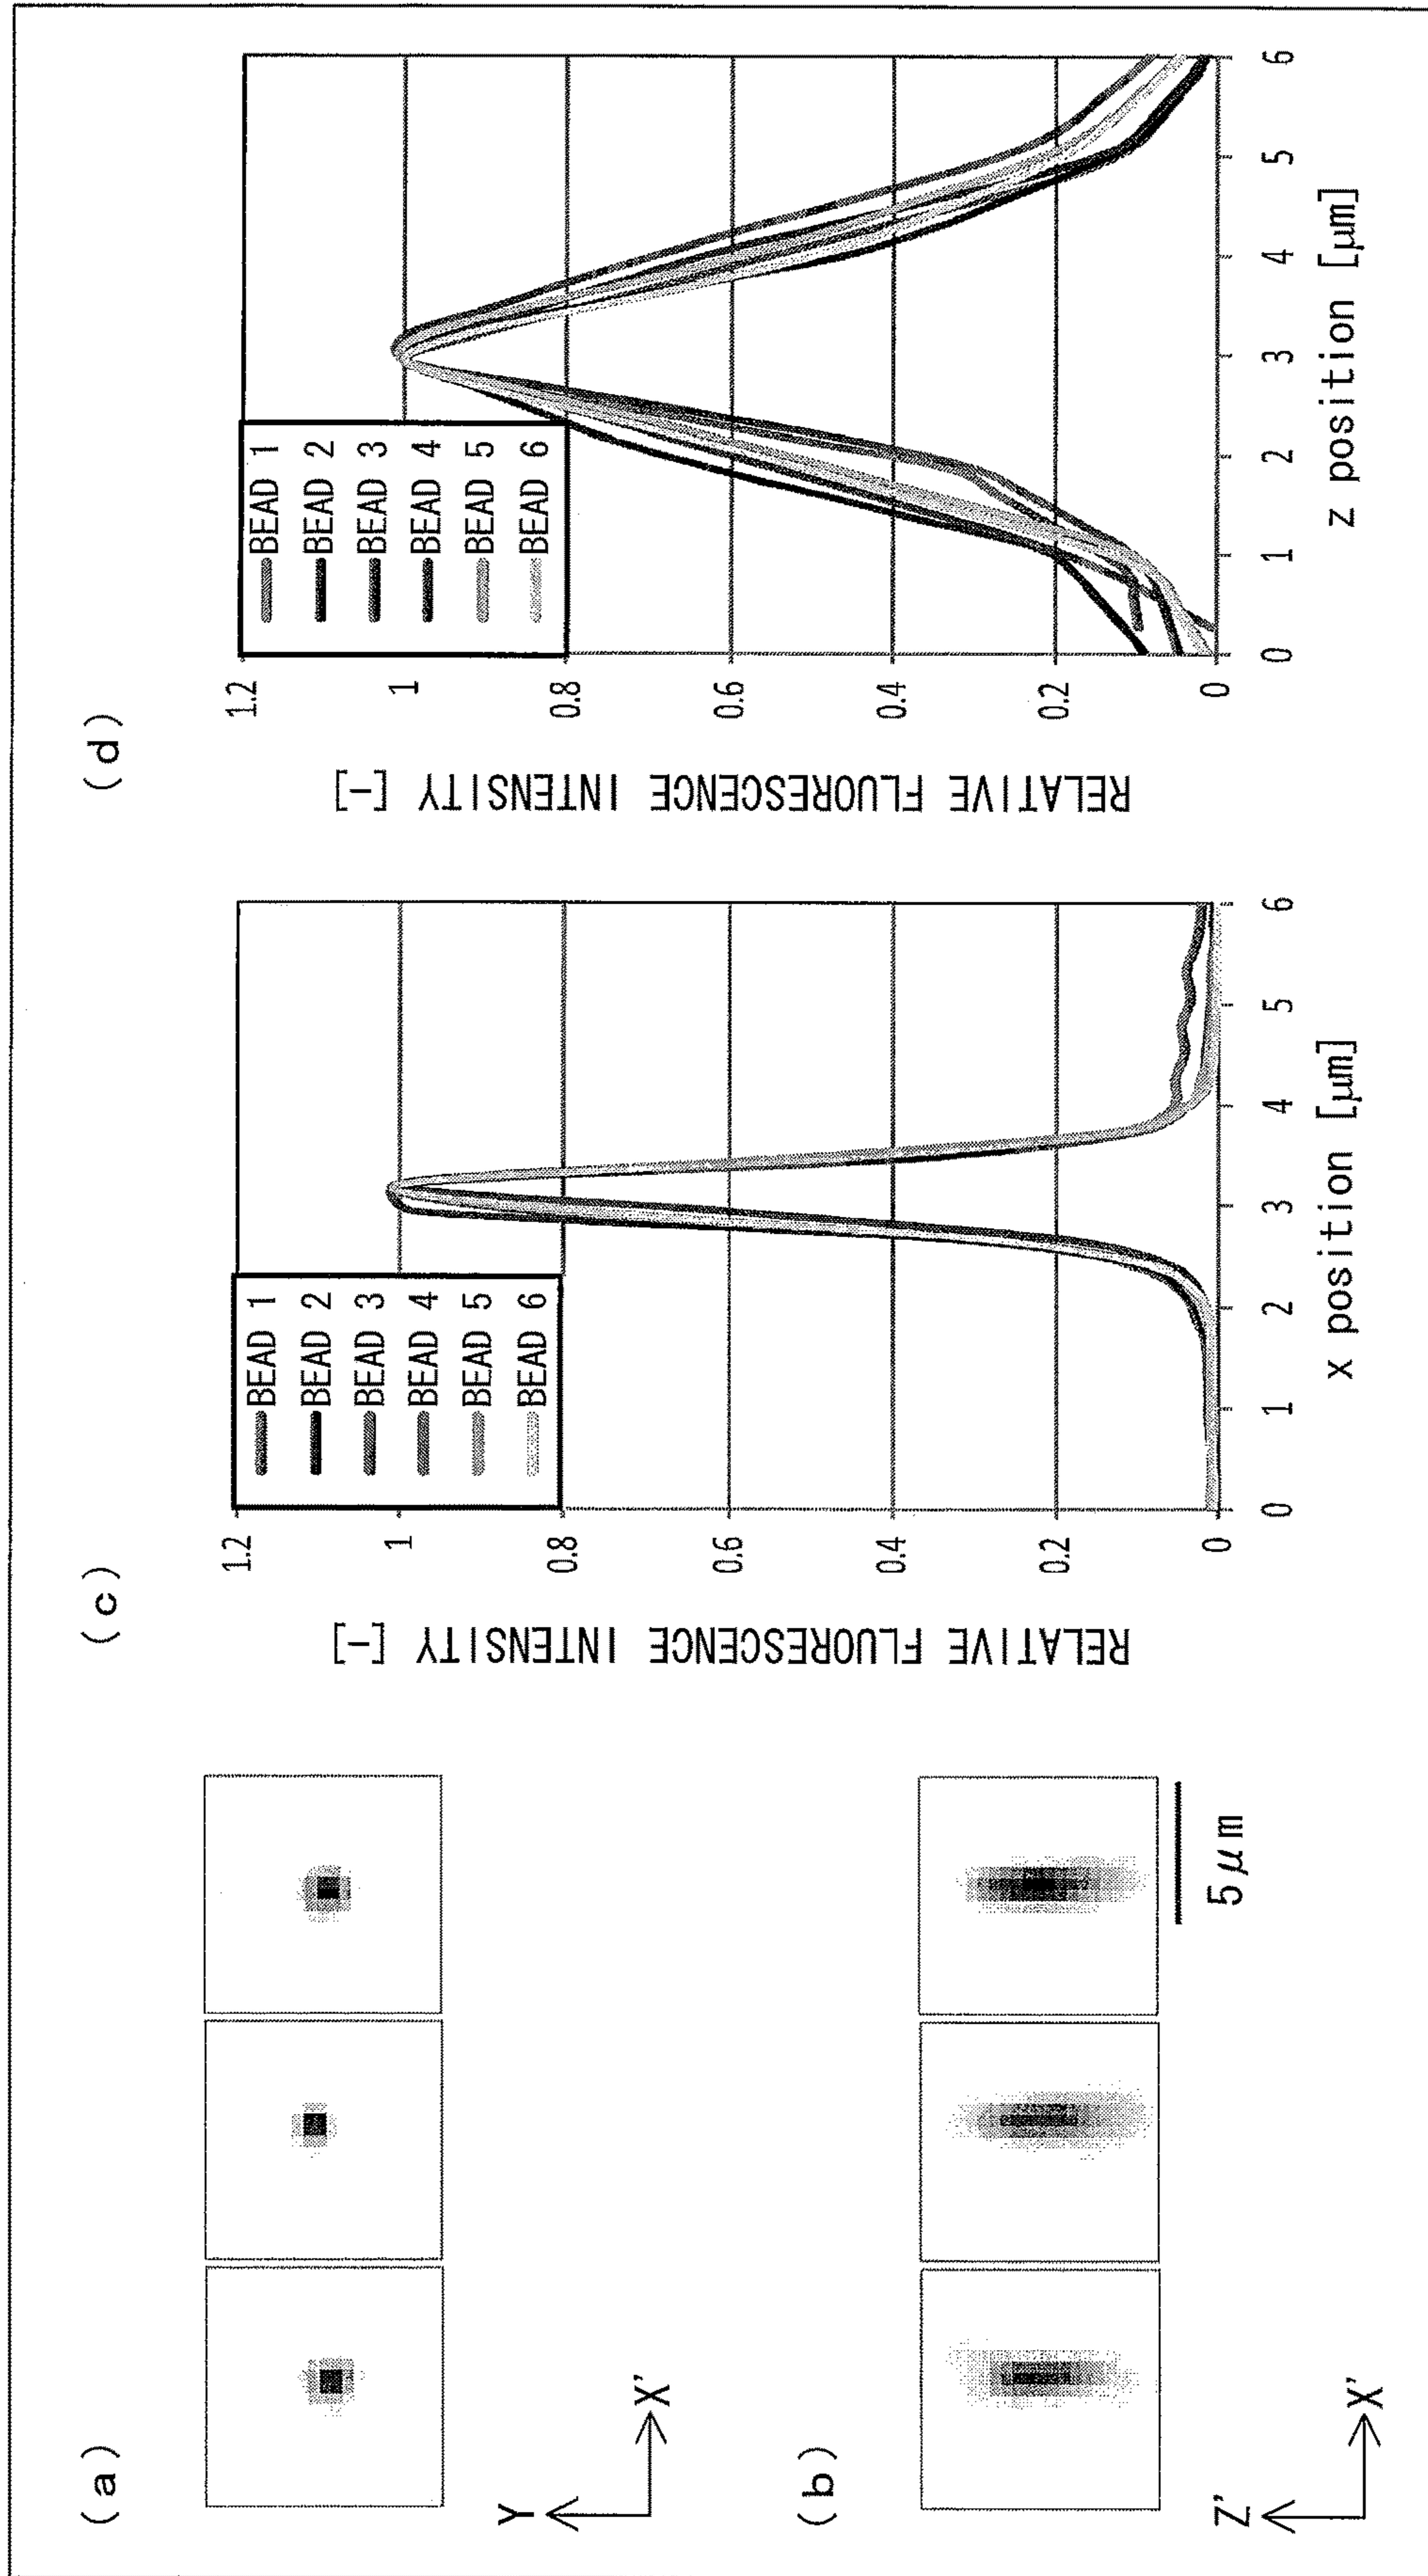 (a)
Y
X'
(b)
5μm
Z'
X'
(c)
RELATIVE FLUORESCENCE INTENSITY [-]
1.2
1
0.8
0.6
0.4
0.2
0
BEAD 1
BEAD 2
BEAD 3
BEAD 4
BEAD 5
BEAD 6
0 1 2 3 4 5 6
x position [μm]
(d)
RELATIVE FLUORESCENCE INTENSITY [-]
1.2
1
0.8
0.6
0.4
0.2
0
BEAD 1
BEAD 2
BEAD 3
BEAD 4
BEAD 5
BEAD 6
0 1 2 3 4 5 6
z position [μm]